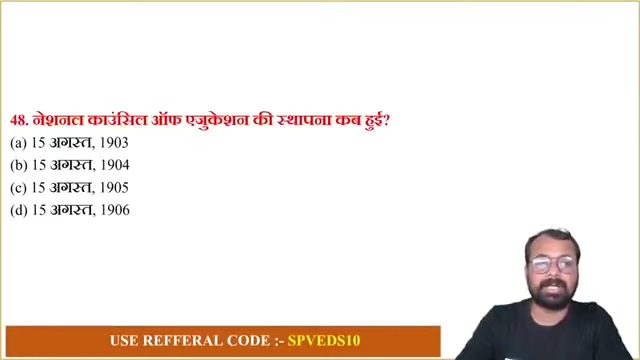 48. नेशनल काउंसिल ऑफ एजुकेशन की स्थापना कब हुई?
(a) 15 अगस्त, 1903
(b) 15 अगस्त, 1904
(c) 15 अगस्त, 1905
(d) 15 अगस्त, 1906
USE REFFERAL CODE :- SPVEDS10